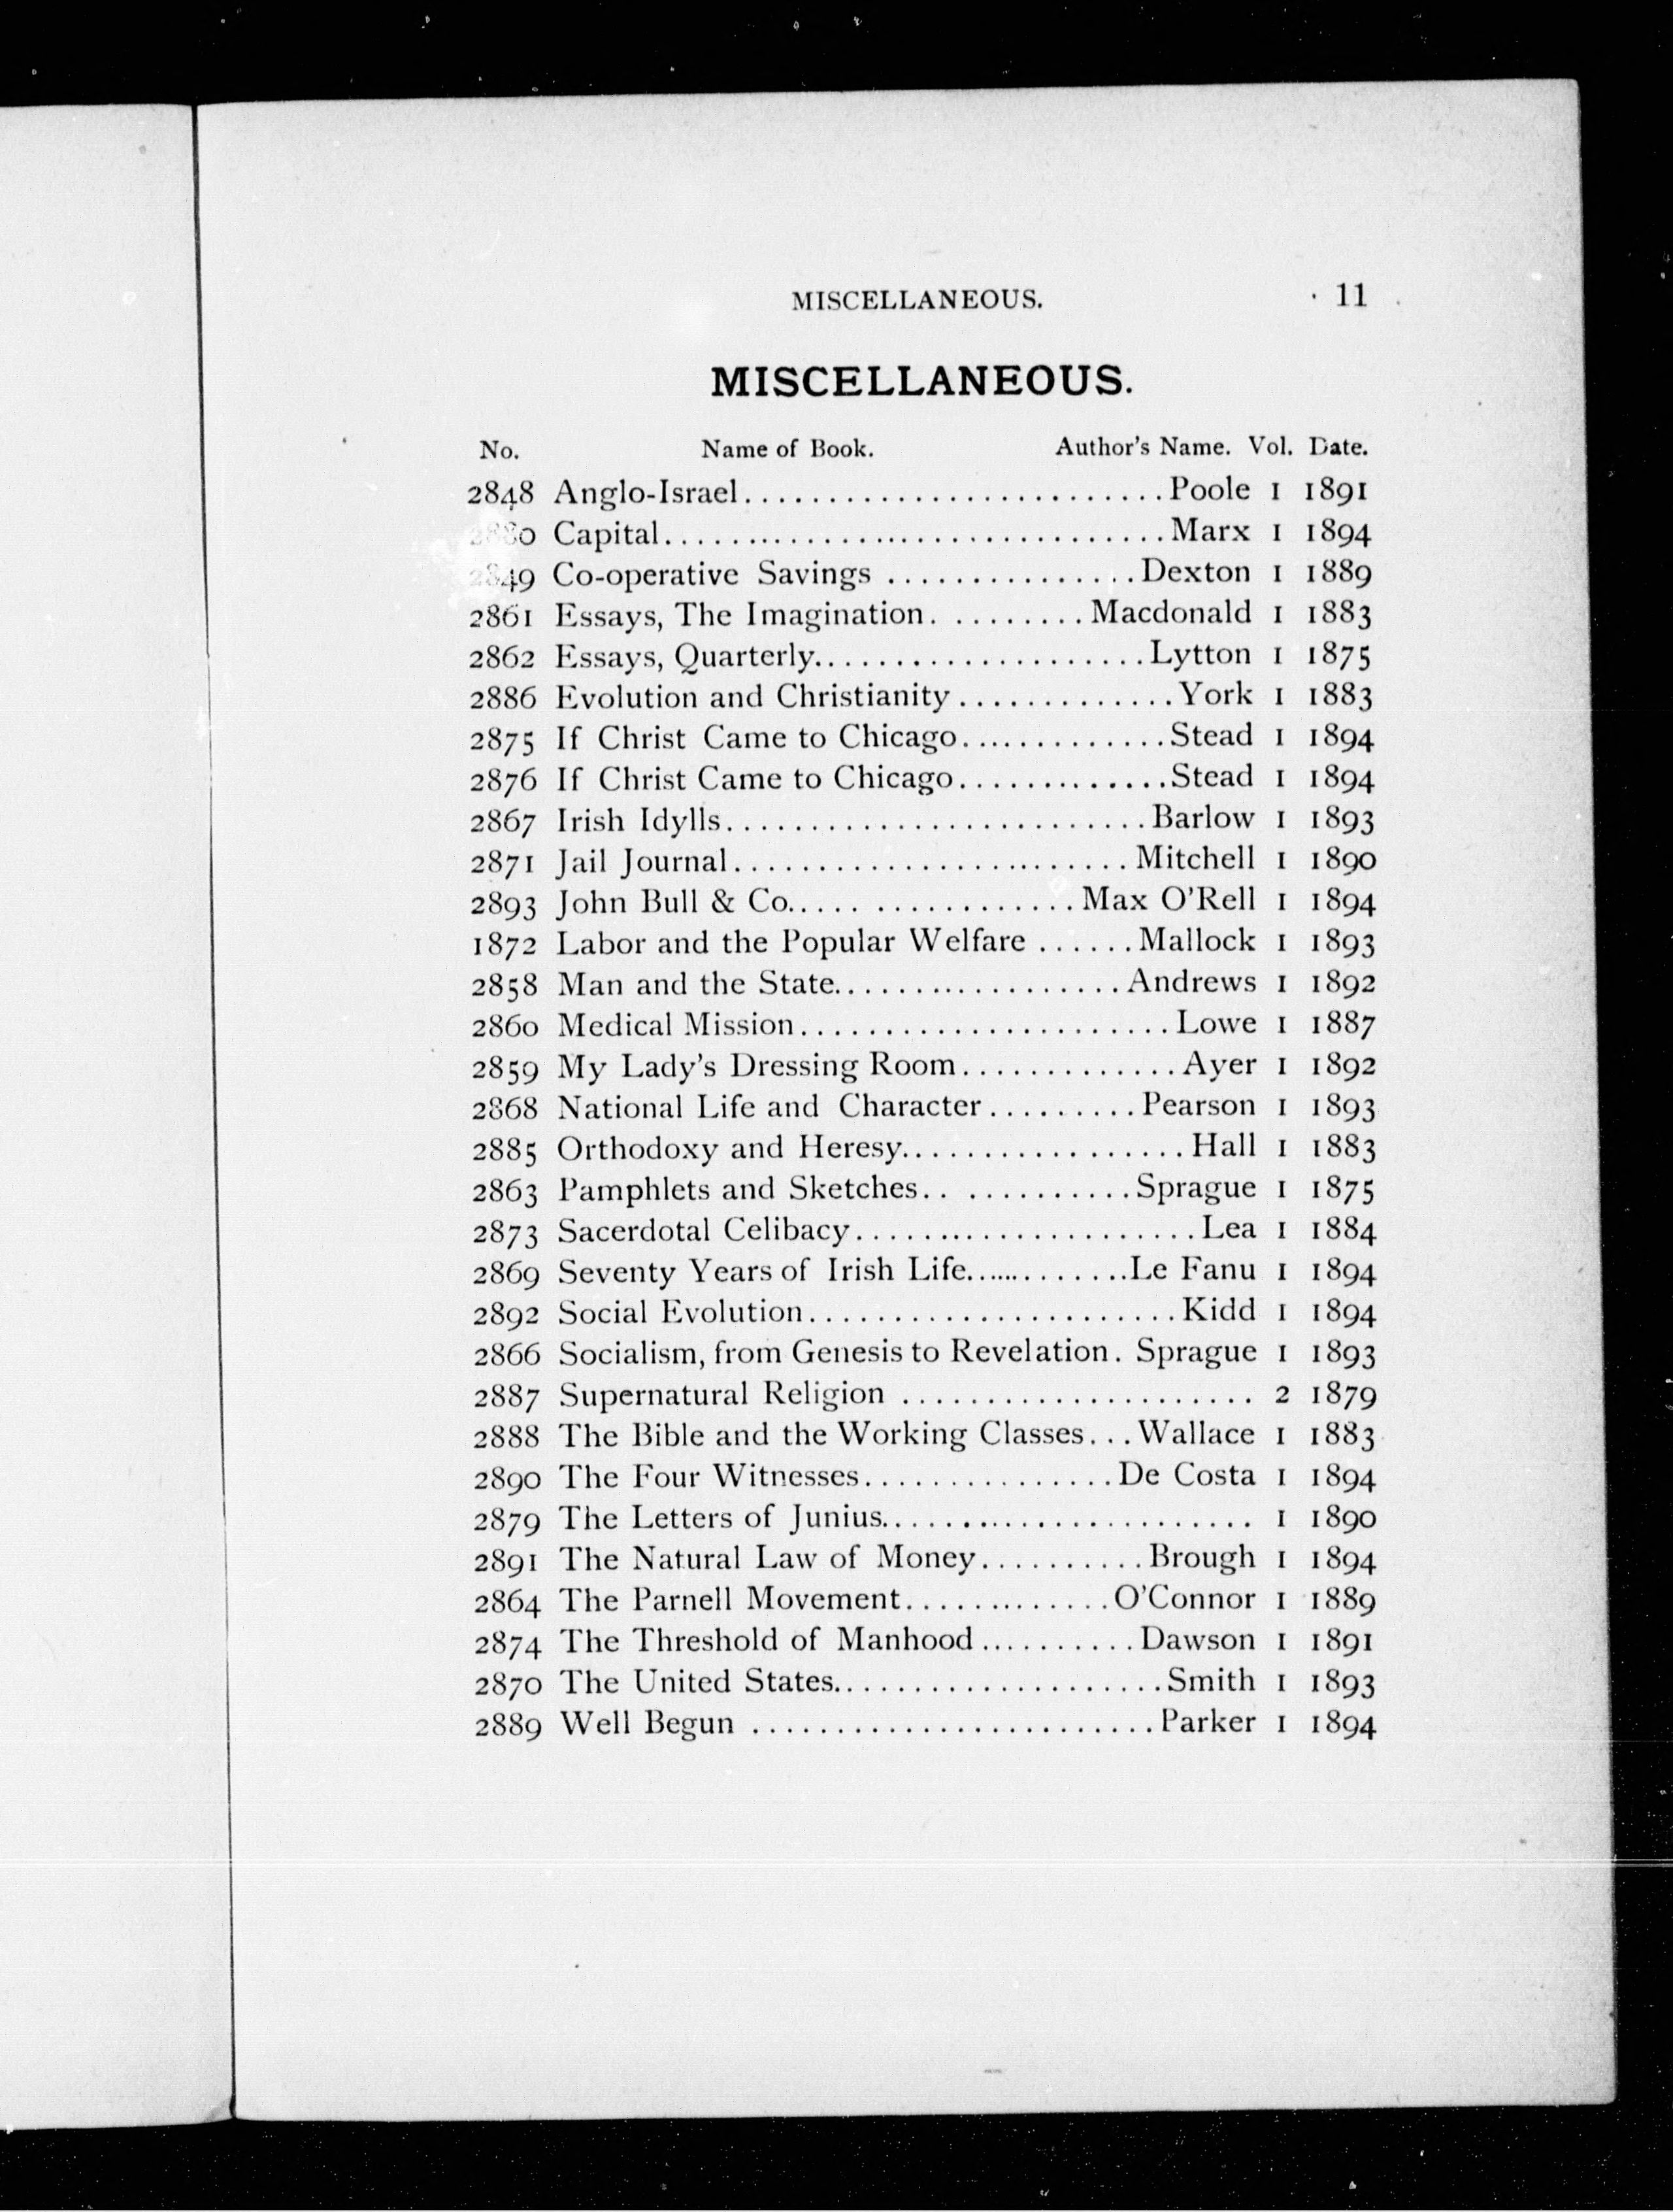 MISCELLANEOUS. 11
MISCELLANEOUS.
No. Name of Book. Author's Name. Vol. Date.
2848 Anglo-Israel.........................Poole 1 1891
2880 Capital..............................Marx 1 1894
2849 Co-operative Savings ...............Dexton 1 1889
2861 Essays, The Imagination. .........Macdonald 1 1883
2862 Essays, Quarterly....................Lytton 1 1875
2886 Evolution and Christianity.............York 1 1883
2875 If Christ Came to Chicago.............Stead 1 1894
2876 If Christ Came to Chicago.............Stead 1 1894
2867 Irish Idylls.........................Barlow 1 1893
2871 Jail Journal........................Mitchell 1 1890
2893 John Bull & Co..... ............Max O'Rell 1 1894
1872 Labor and the Popular Welfare ......Mallock 1 1893
2858 Man and the State.................Andrews 1 1892
2860 Medical Mission......................Lowe 1 1887
2859 My Lady's Dressing Room.............Ayer 1 1892
2868 National Life and Character.........Pearson 1 1893
2885 Orthodoxy and Heresy.................Hall 1 1883
2863 Pamphlets and Sketches.. ..........Sprague 1 1875
2873 Sacerdotal Celibacy.....................Lea 1 1884
2869 Seventy Years of Irish Life.............Le Fanu 1 1894
2892 Social Evolution......................Kidd 1 1894
2866 Socialism, from Genesis to Revelation. Sprague 1 1893
2887 Supernatural Religion ..................... 2 1879
2888 The Bible and the Working Classes...Wallace 1 1883
2890 The Four Witnesses...............De Costa 1 1894
2879 The Letters of Junius....................... 1 1890
2891 The Natural Law of Money..........Brough 1 1894
2864 The Parnell Movement.............O'Connor 1 1889
2874 The Threshold of Manhood..........Dawson 1 1891
2870 The United States....................Smith 1 1893
2889 Well Begun ........................Parker 1 1894